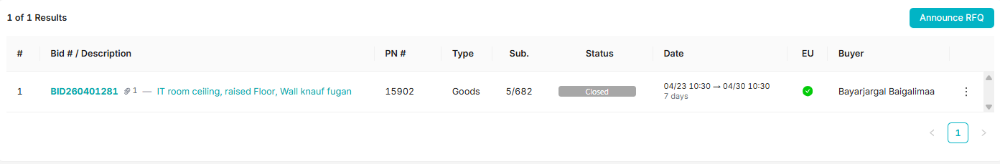 1 of 1 Results
Announce RFQ
# Bid # / Description PN # Type Sub. Status Date EU Buyer
1 BID260401281 1 — IT room ceiling, raised Floor, Wall knauf fugan 15902 Goods 5/682 Closed 04/23 10:30 → 04/30 10:30 Bayarjargal Baigalimaa
7 days
1